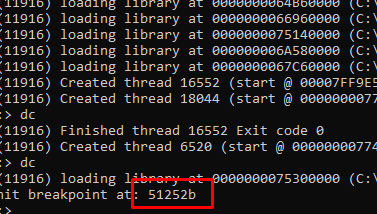 (11916) loading library at 0000000064B60000 (C:\
(11916) loading library at 0000000066960000 (C:\
(11916) loading library at 0000000075140000 (C:\
(11916) loading library at 000000006A580000 (C:\
(11916) loading library at 0000000067C60000 (C:\
(11916) Created thread 16552 (start @ 00007FF9E5
(11916) Created thread 18044 (start @ 0000000077
:> dc
(11916) Finished thread 16552 Exit code 0
:> dc
(11916) Created thread 6520 (start @ 00000000774
(11916) loading library at 0000000075300000 (C:\
hit breakpoint at: 51252b
:>